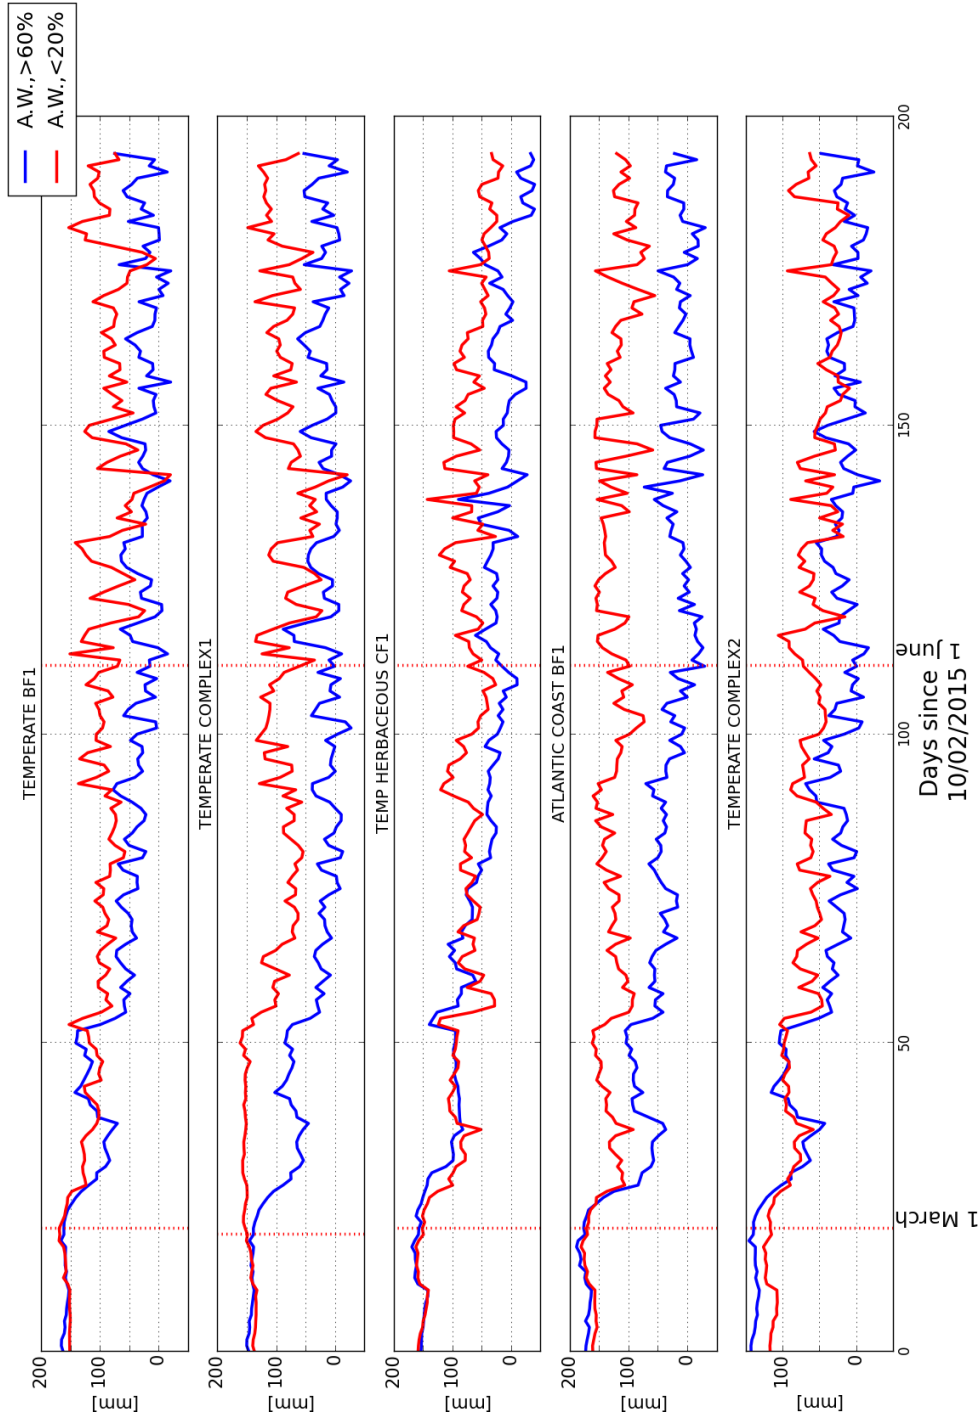 A.W.,>60%
A.W.,<20%
TEMPERATE BF1
200
100
0
[mm]
TEMPERATE COMPLEX1
200
100
0
[mm]
TEMP HERBACEOUS CF1
200
100
0
[mm]
ATLANTIC COAST BF1
200
100
0
[mm]
TEMPERATE COMPLEX2
100
0
[mm]
0
50
100
150
200
1 March
1 June
Days since
10/02/2015